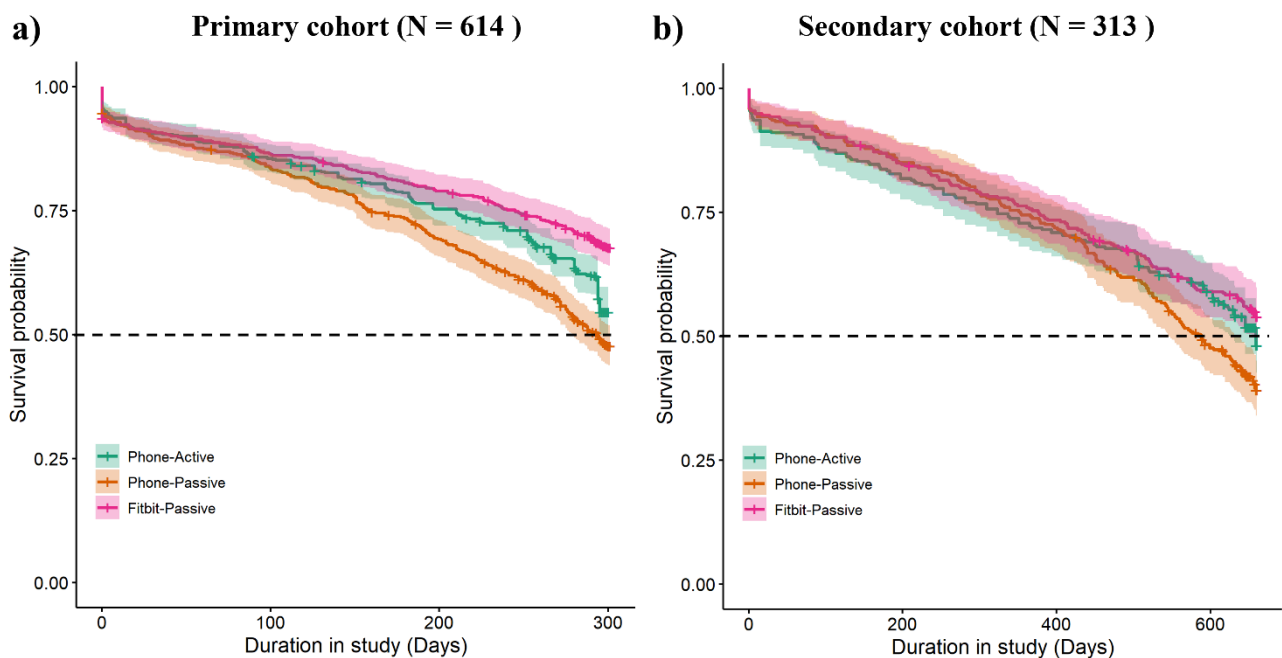 a) Primary cohort (N = 614 )
Survival probability
1.00
0.75
0.50
0.25
0.00
Phone-Active
Phone-Passive
Fitbit-Passive
0 100 200 300
Duration in study (Days)
b) Secondary cohort (N = 313 )
Survival probability
1.00
0.75
0.50
0.25
0.00
Phone-Active
Phone-Passive
Fitbit-Passive
0 200 400 600
Duration in study (Days)